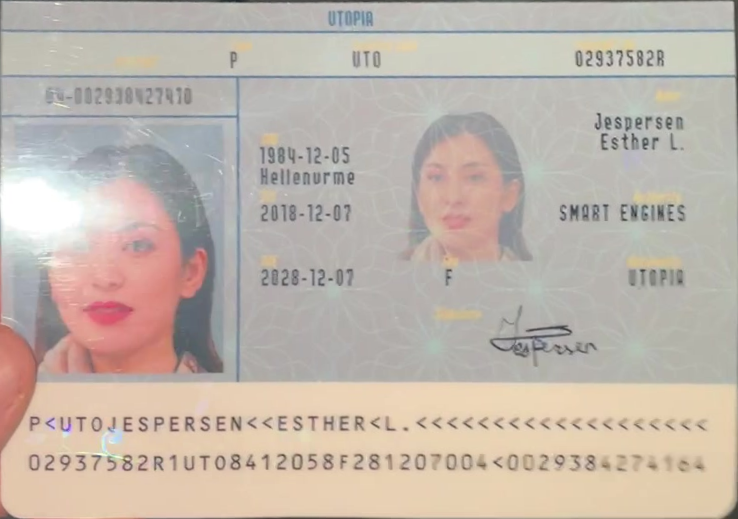 UTOPIA
P UTO 02937582R
04-002938427410
Jespersen
Esther L.
1984-12-05
Hellenurme
2018-12-07
SMART ENGINES
2028-12-07 F UTOPIA
Jespersen
P<UTOJESPERSEN<<ESTHER<L.<<<<<<<<<<<<<<<<<<<
02937582R1UTO8412058F281207004<0029384274164